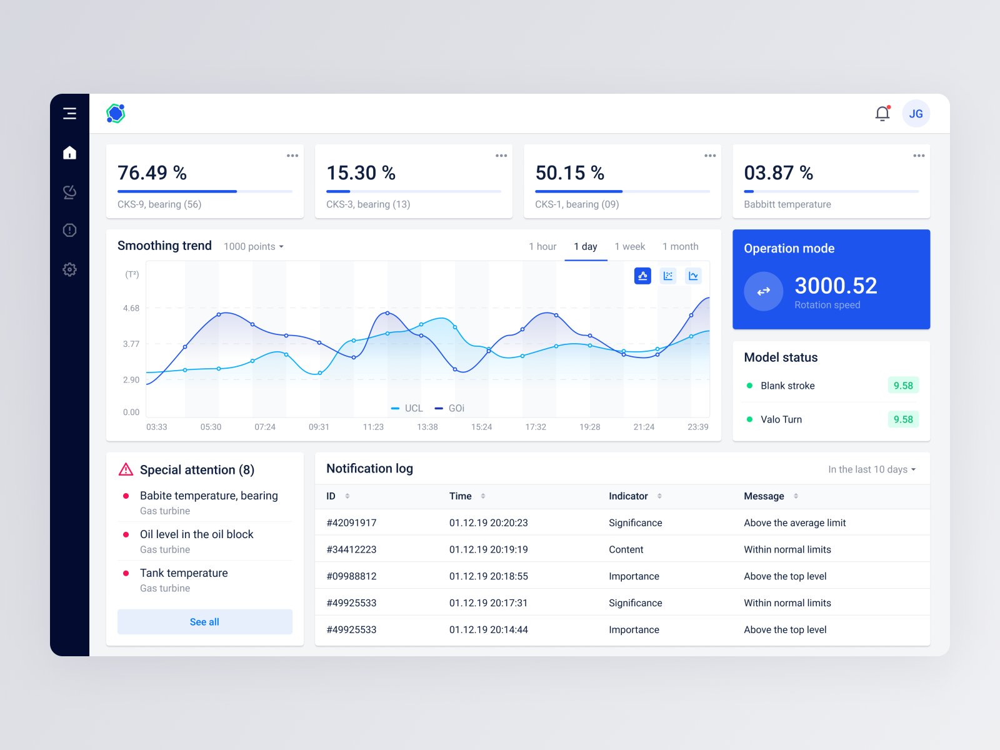 JG
76.49 %
CKS-9, bearing (56)
15.30 %
CKS-3, bearing (13)
50.15 %
CKS-1, bearing (09)
03.87 %
Babbitt temperature
Smoothing trend
1000 points
1 hour
1 day
1 week
1 month
(T²)
4.68
3.77
2.90
0.00
UCL
GOi
03:33
05:30
07:24
09:31
11:23
13:38
15:24
17:32
19:28
21:24
23:39
Operation mode
3000.52
Rotation speed
Model status
Blank stroke
9.58
Valo Turn
9.58
Special attention (8)
Babite temperature, bearing
Gas turbine
Oil level in the oil block
Gas turbine
Tank temperature
Gas turbine
See all
Notification log
In the last 10 days
ID Time Indicator Message
#42091917 01.12.19 20:20:23 Significance Above the average limit
#34412223 01.12.19 20:19:19 Content Within normal limits
#09988812 01.12.19 20:18:55 Importance Above the top level
#49925533 01.12.19 20:17:31 Significance Within normal limits
#49925533 01.12.19 20:14:44 Importance Above the top level